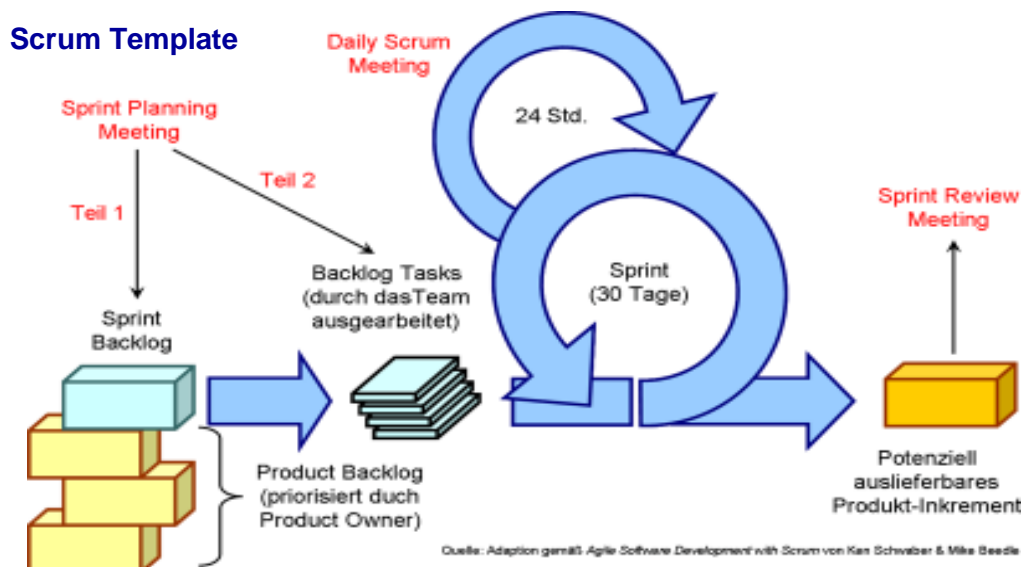 Scrum Template
Daily Scrum
Meeting
24 Std.
Sprint Planning
Meeting
Teil 1
Teil 2
Sprint Review
Meeting
Backlog Tasks
(durch dasTeam
ausgearbeitet)
Sprint
(30 Tage)
Sprint
Backlog
Product Backlog
(priorisiert duch
Product Owner)
Potenziell
auslieferbares
Produkt-Inkrement
Quelle: Adaption gemäß Agile Software Development with Scrum von Ken Schwaber & Mike Beedle